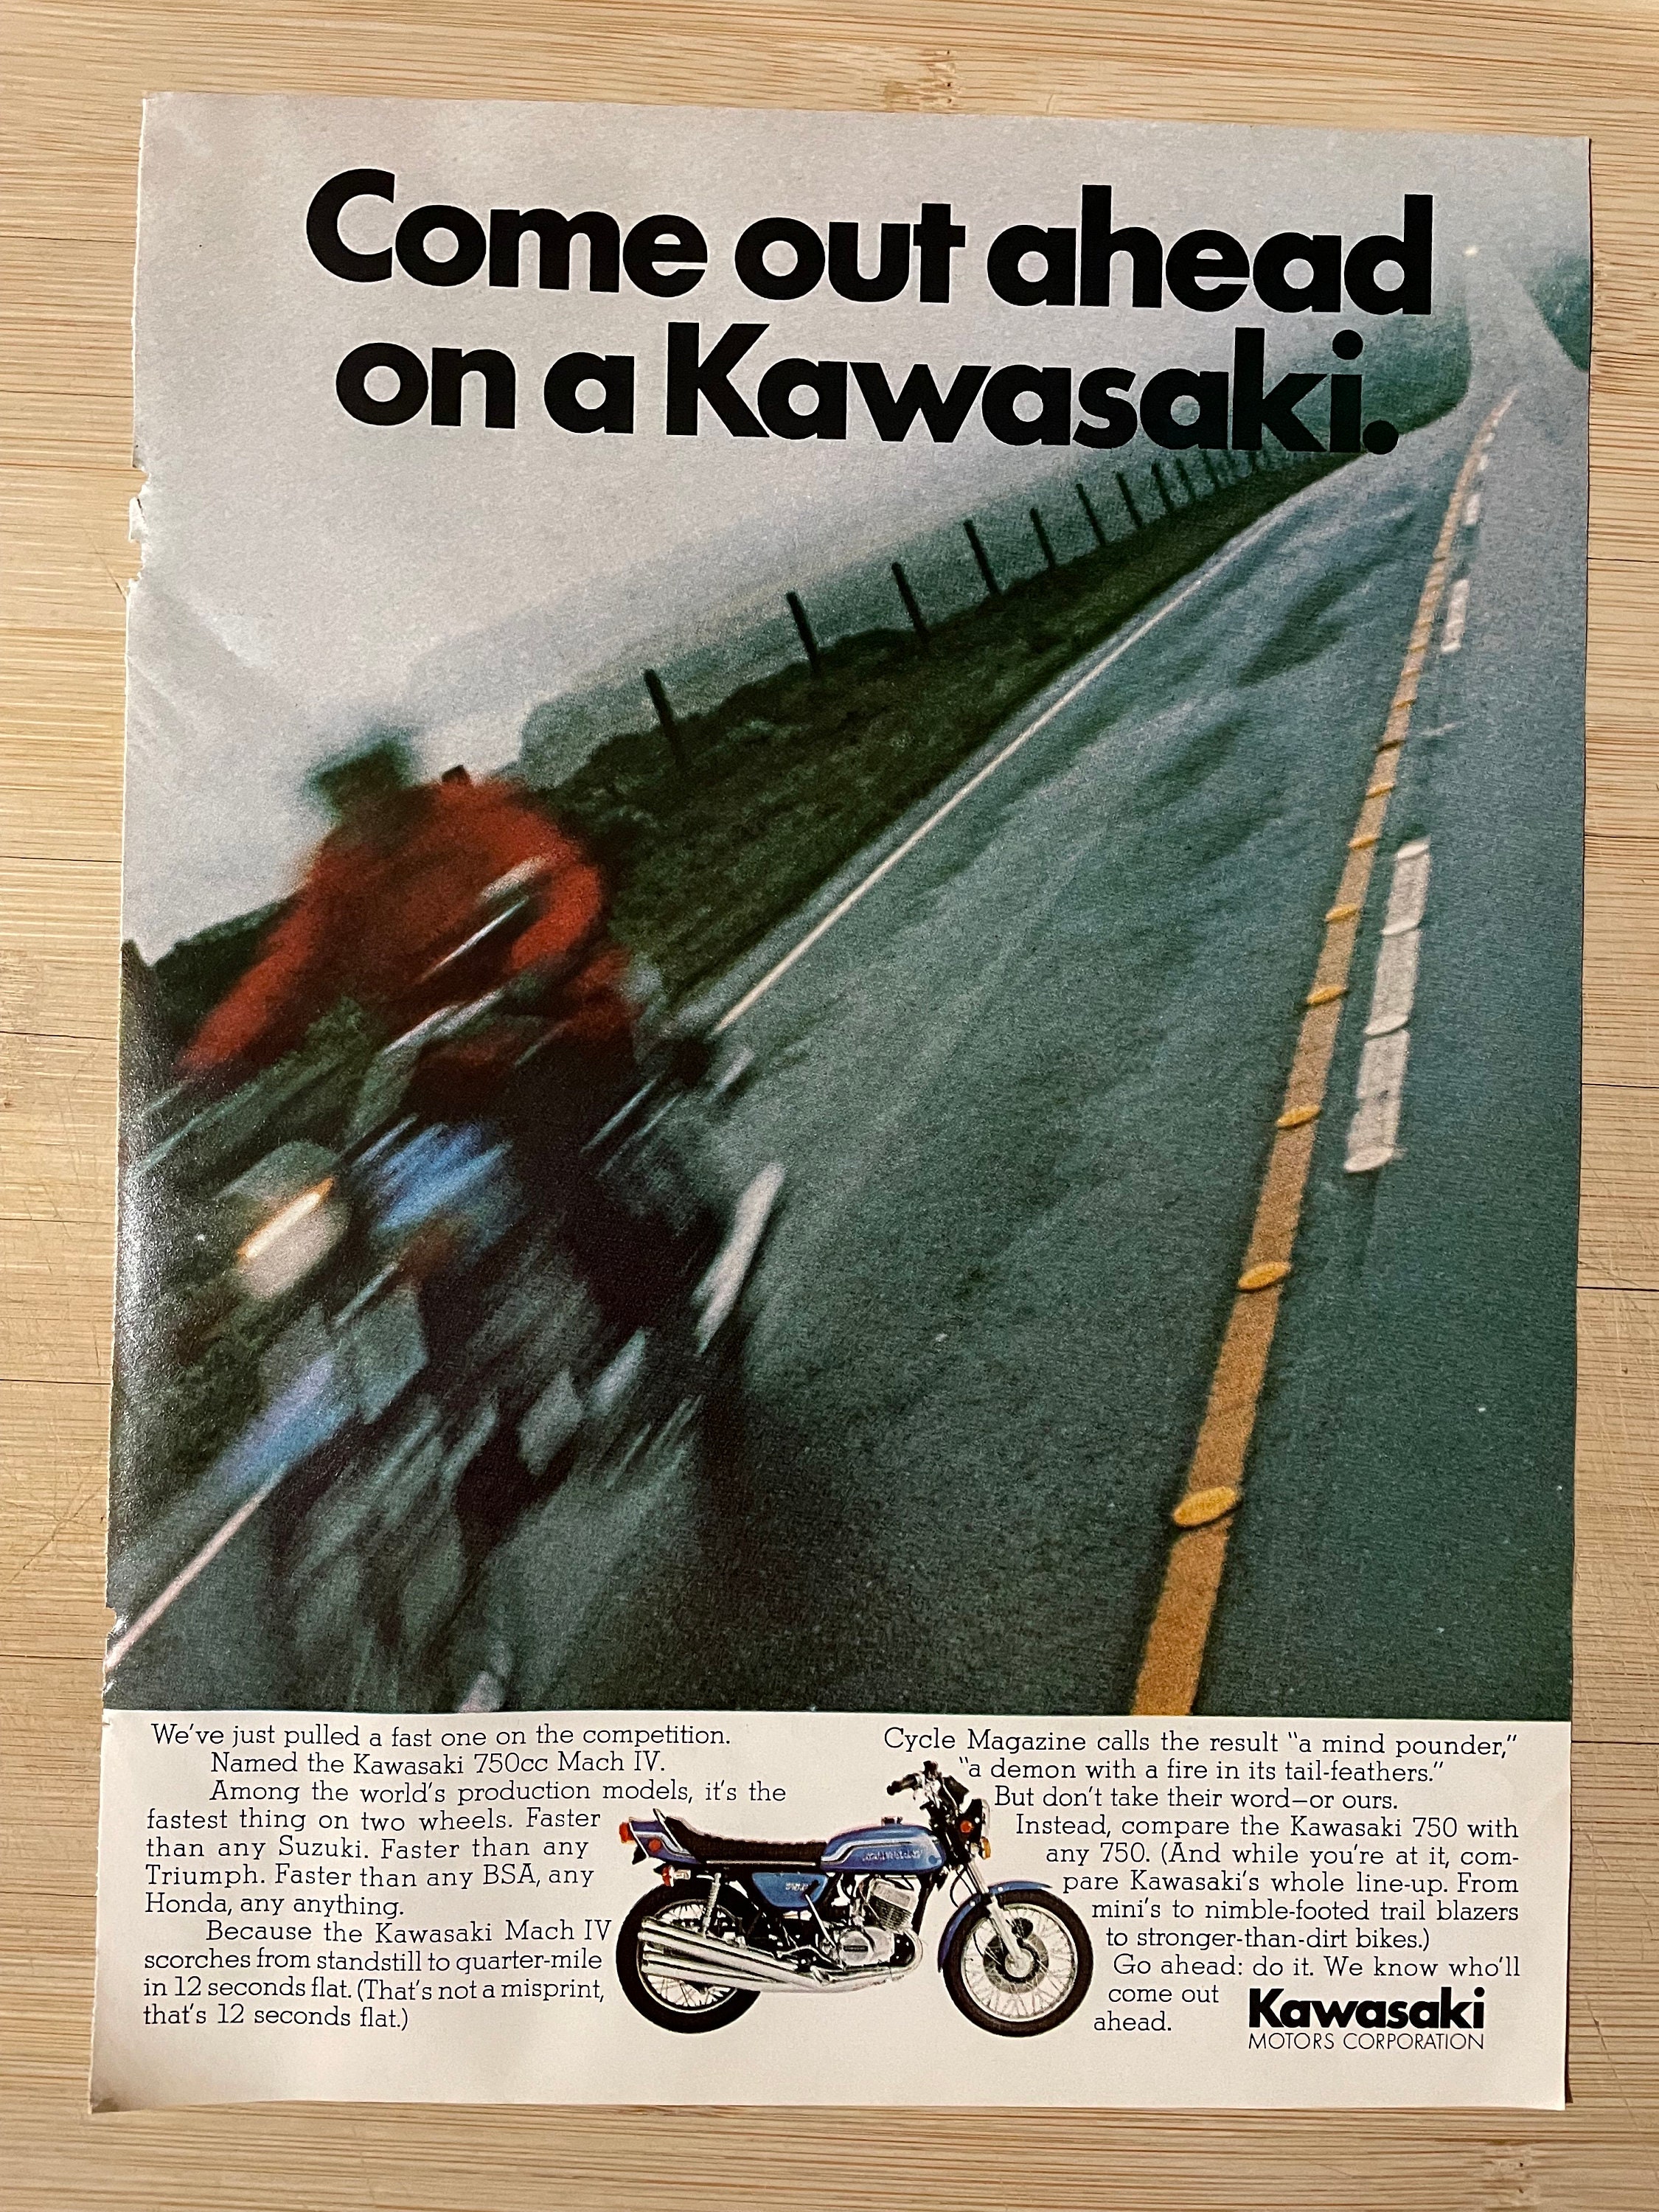 Come out ahead
on a Kawasaki.
We've just pulled a fast one on the competition.
Named the Kawasaki 750cc Mach IV.
Among the world's production models, it's the
fastest thing on two wheels. Faster
than any Suzuki. Faster than any
Triumph. Faster than any BSA, any
Honda, any anything.
Because the Kawasaki Mach IV
scorches from standstill to quarter-mile
in 12 seconds flat. (That's not a misprint,
that's 12 seconds flat.)
Cycle Magazine calls the result "a mind pounder,"
"a demon with a fire in its tail-feathers."
But don't take their word—or ours.
Instead, compare the Kawasaki 750 with
any 750. (And while you're at it, com-
pare Kawasaki's whole line-up. From
mini's to nimble-footed trail blazers
to stronger-than-dirt bikes.)
Go ahead: do it. We know who'll
come out
ahead.
Kawasaki
MOTORS CORPORATION